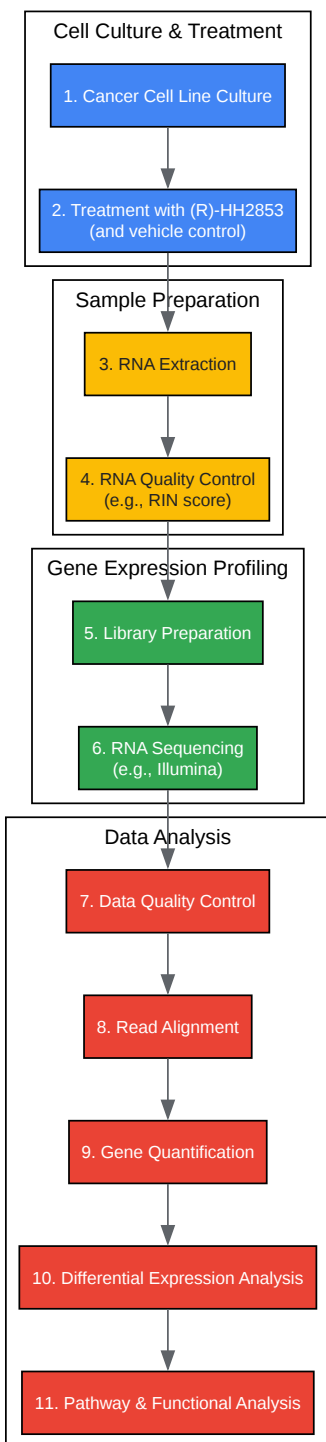 Cell Culture & Treatment
1. Cancer Cell Line Culture
2. Treatment with (R)-HH2853
(and vehicle control)
Sample Preparation
3. RNA Extraction
4. RNA Quality Control
(e.g., RIN score)
Gene Expression Profiling
5. Library Preparation
6. RNA Sequencing
(e.g., Illumina)
Data Analysis
7. Data Quality Control
8. Read Alignment
9. Gene Quantification
10. Differential Expression Analysis
11. Pathway & Functional Analysis